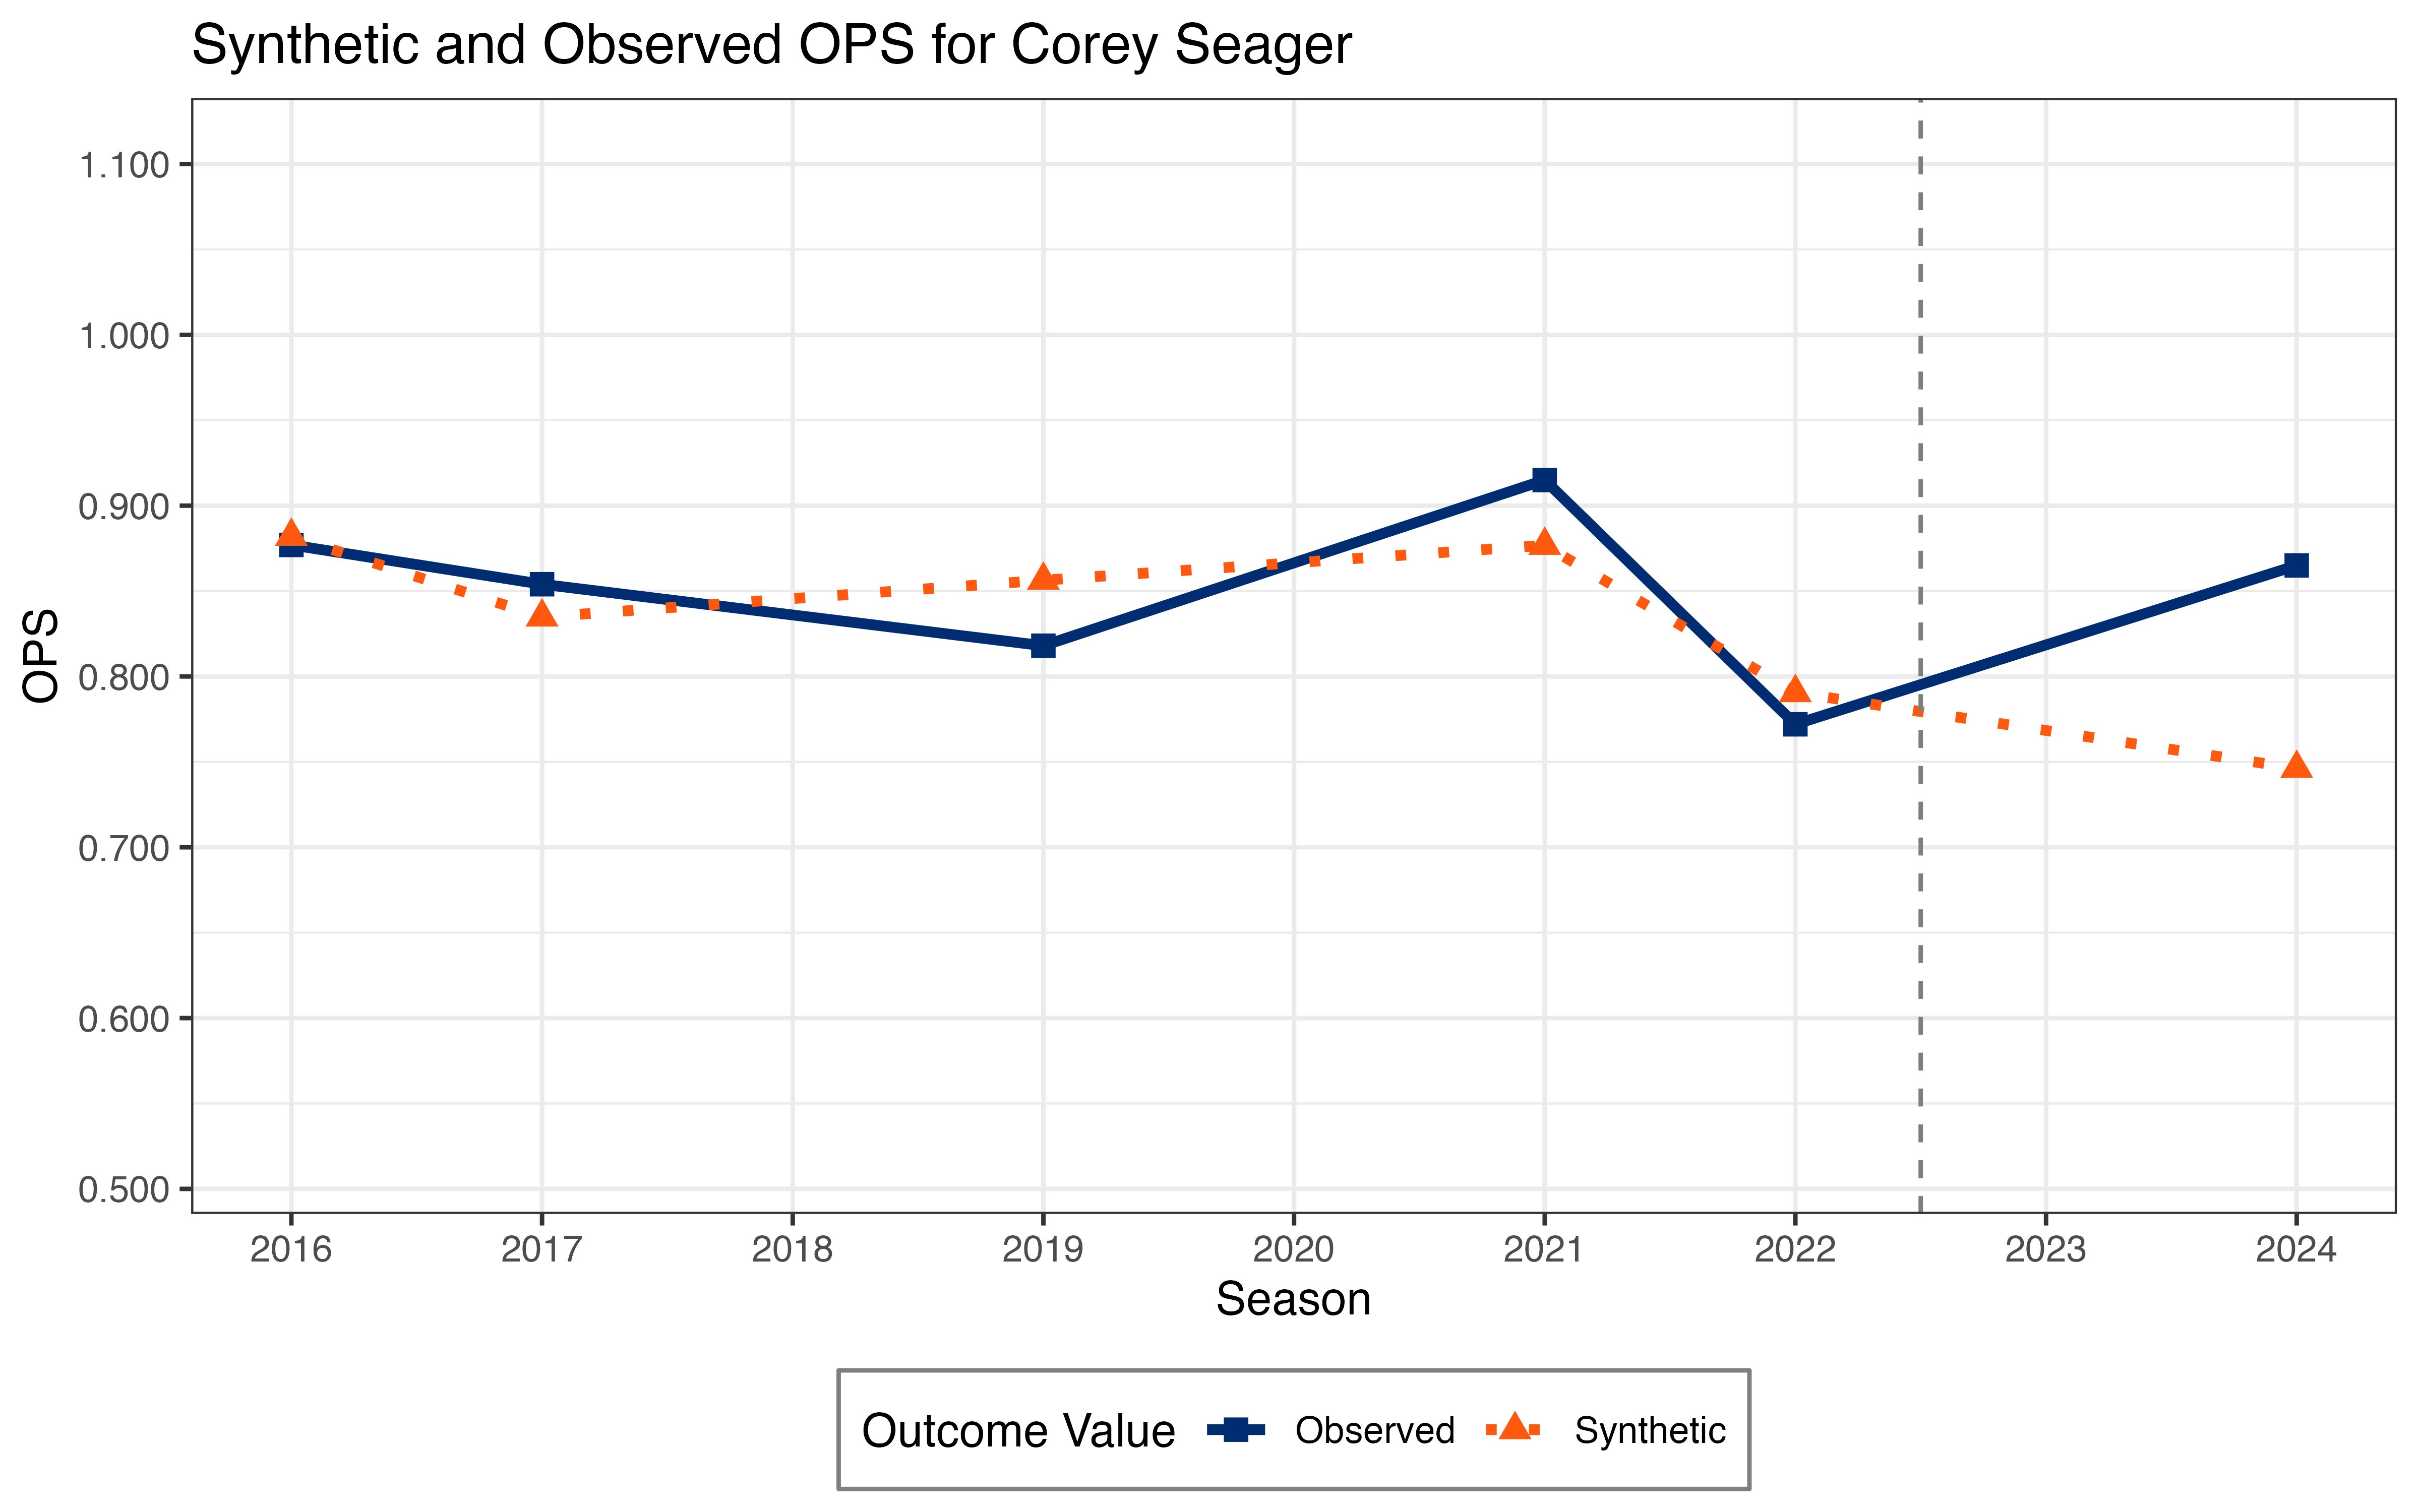 Synthetic and Observed OPS for Corey Seager
OPS
1.100
1.000
0.900
0.800
0.700
0.600
0.500
2016 2017 2018 2019 2020 2021 2022 2023 2024
Season
Outcome Value Observed Synthetic